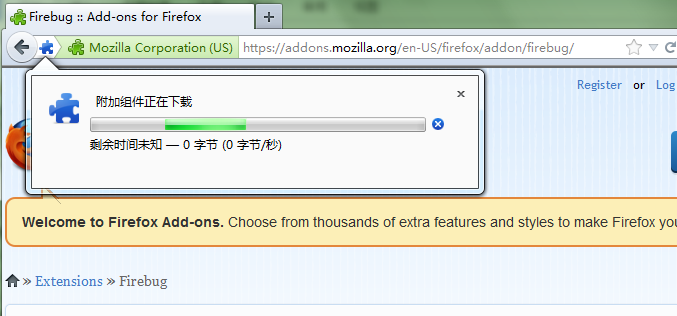 Firebug :: Add-ons for Firefox
Mozilla Corporation (US) https://addons.mozilla.org/en-US/firefox/addon/firebug/
Register or Log
附加组件正在下载
剩余时间未知 — 0 字节 (0 字节/秒)
Welcome to Firefox Add-ons. Choose from thousands of extra features and styles to make Firefox you
» Extensions » Firebug